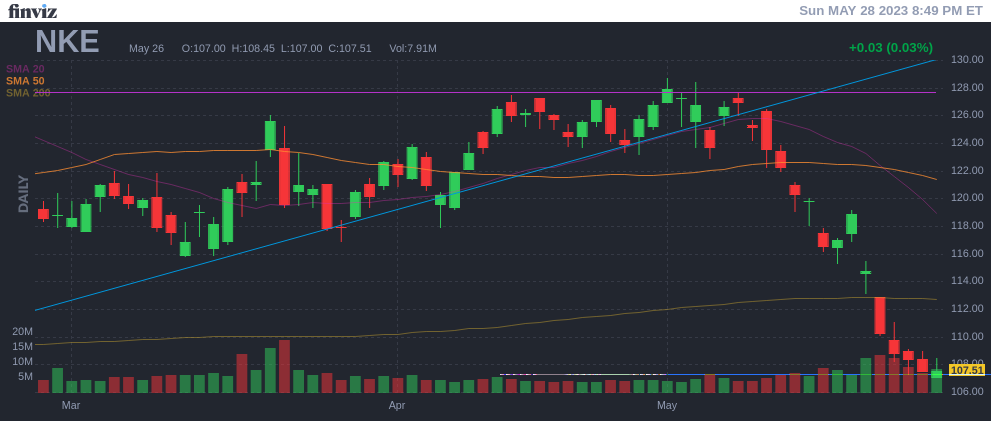 finviz
Sun MAY 28 2023 8:49 PM ET
NKE
May 26 O:107.00 H:108.45 L:107.00 C:107.51 Vol:7.91M
+0.03 (0.03%)
SMA 20
SMA 50
SMA 200
DAILY
130.00
128.00
126.00
124.00
122.00
120.00
118.00
116.00
114.00
112.00
110.00
108.00
107.51
106.00
20M
15M
10M
5M
Mar Apr May